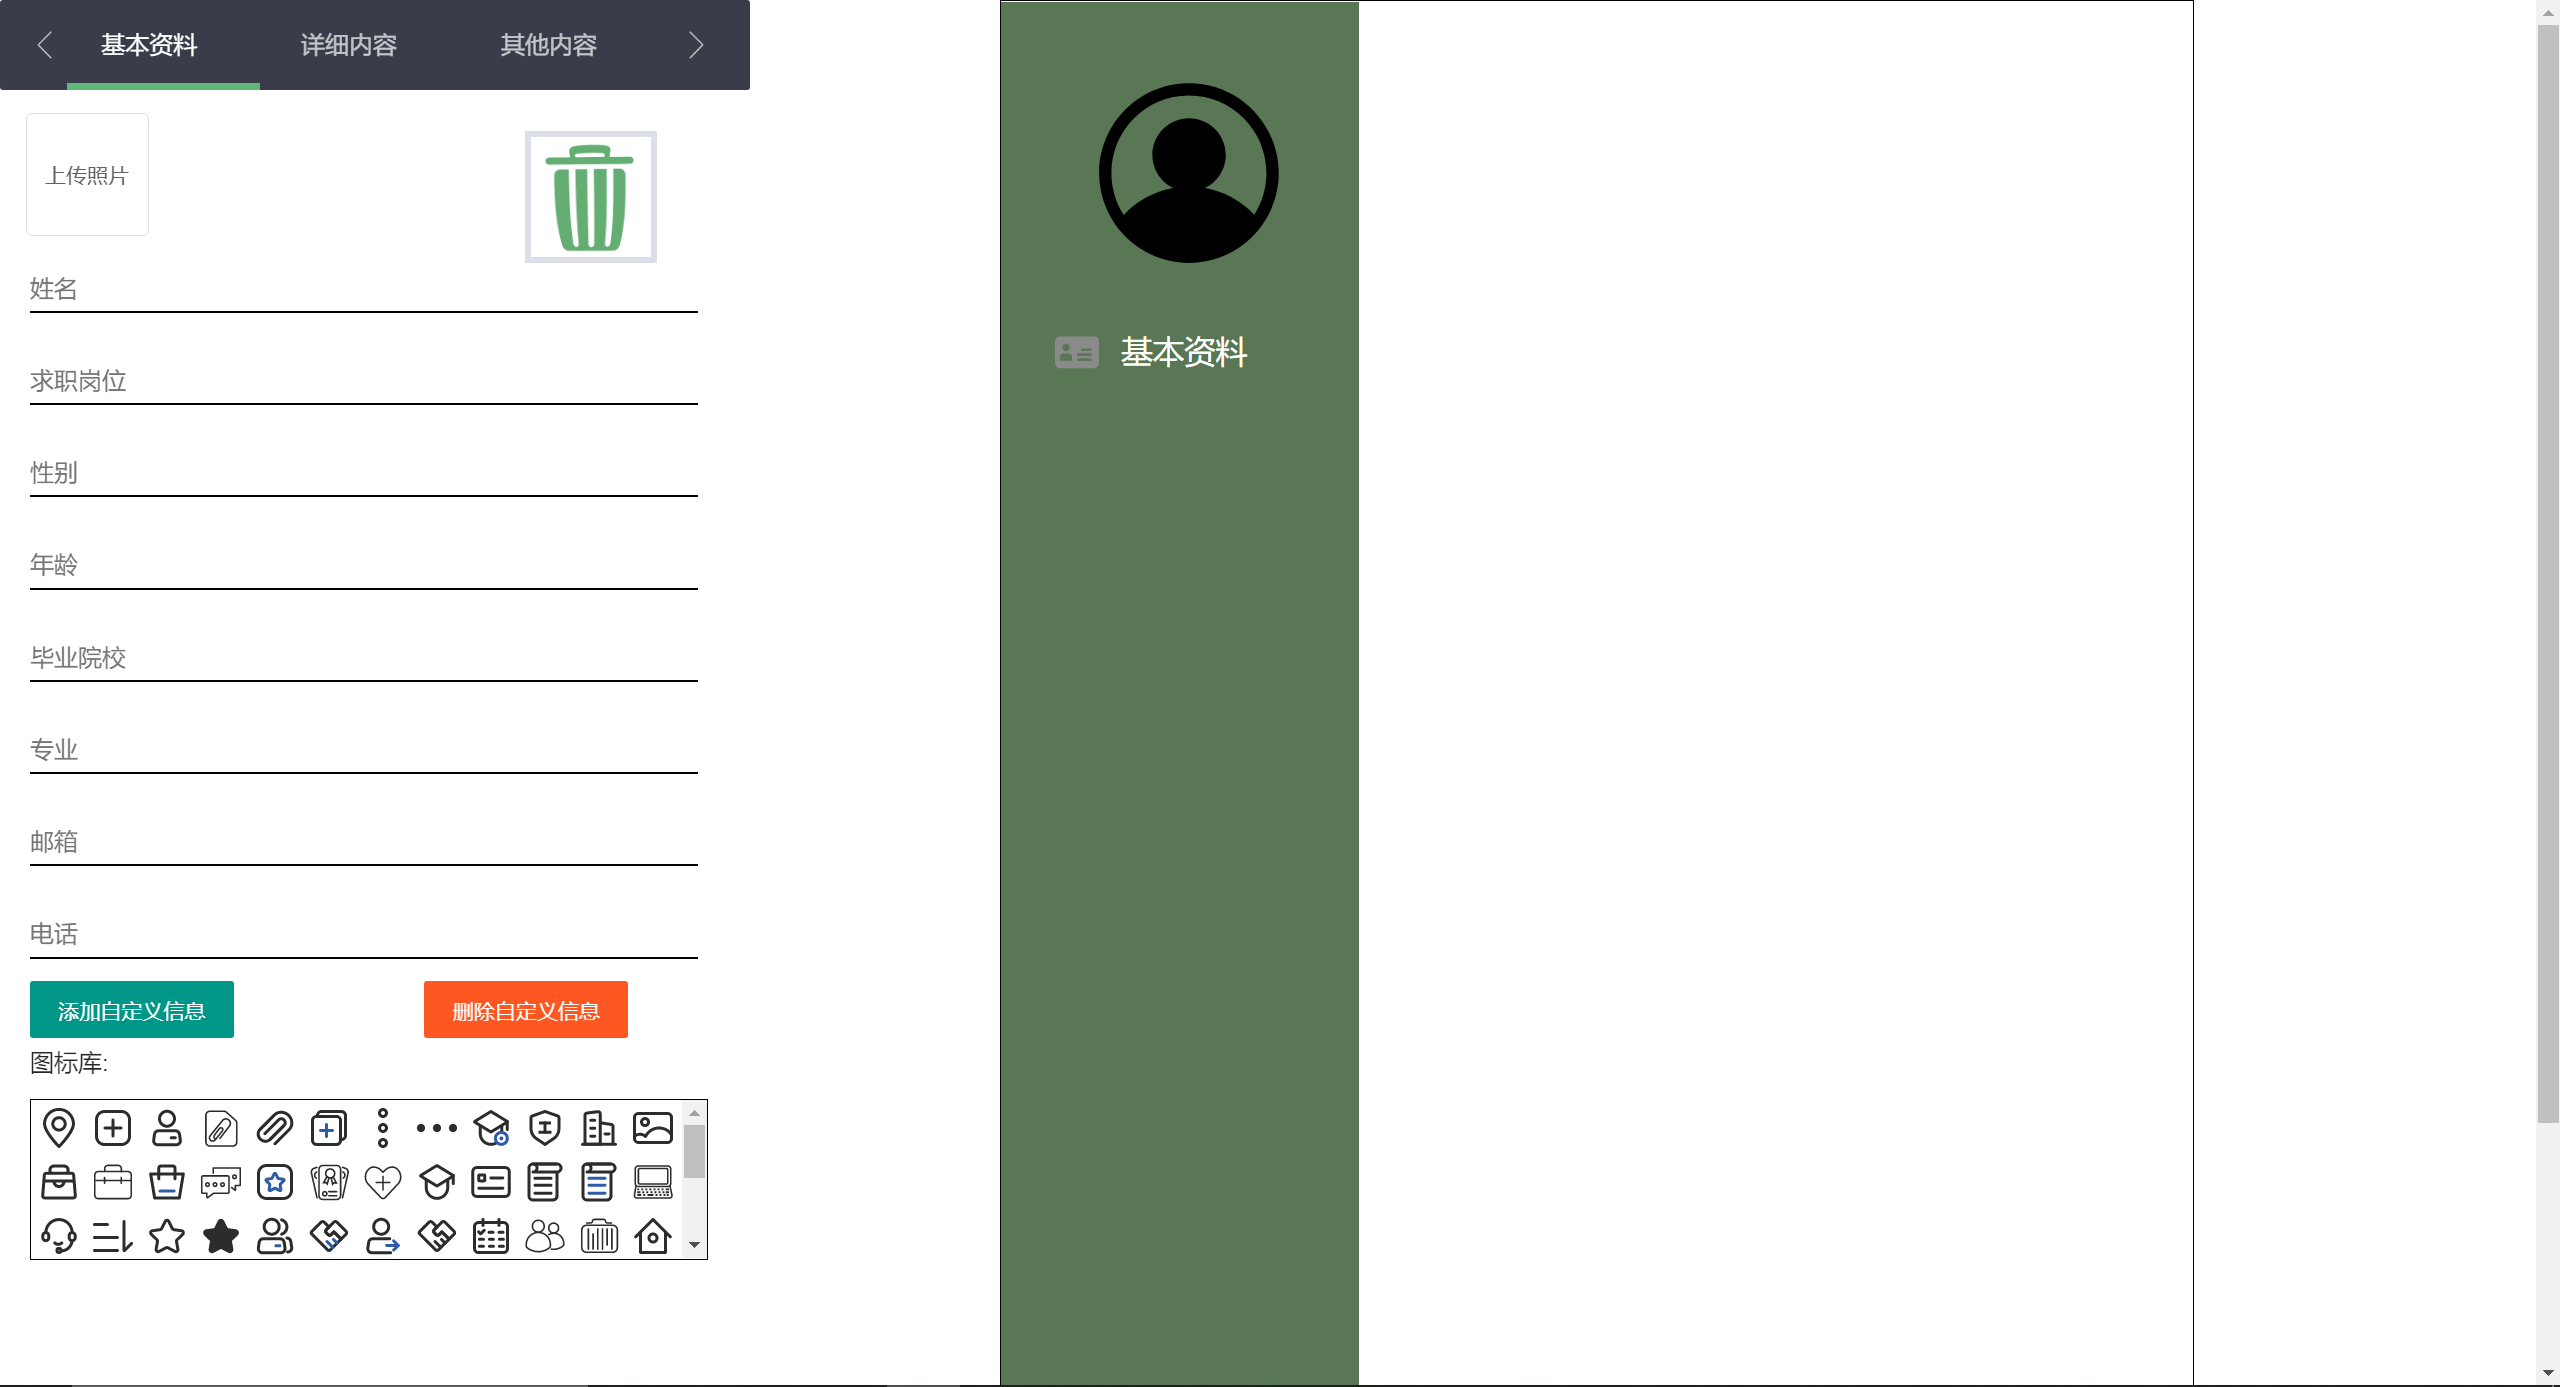 基本资料 详细内容 其他内容
上传照片
姓名
求职岗位
性别
年龄
毕业院校
专业
邮箱
电话
添加自定义信息 删除自定义信息
图标库:
基本资料